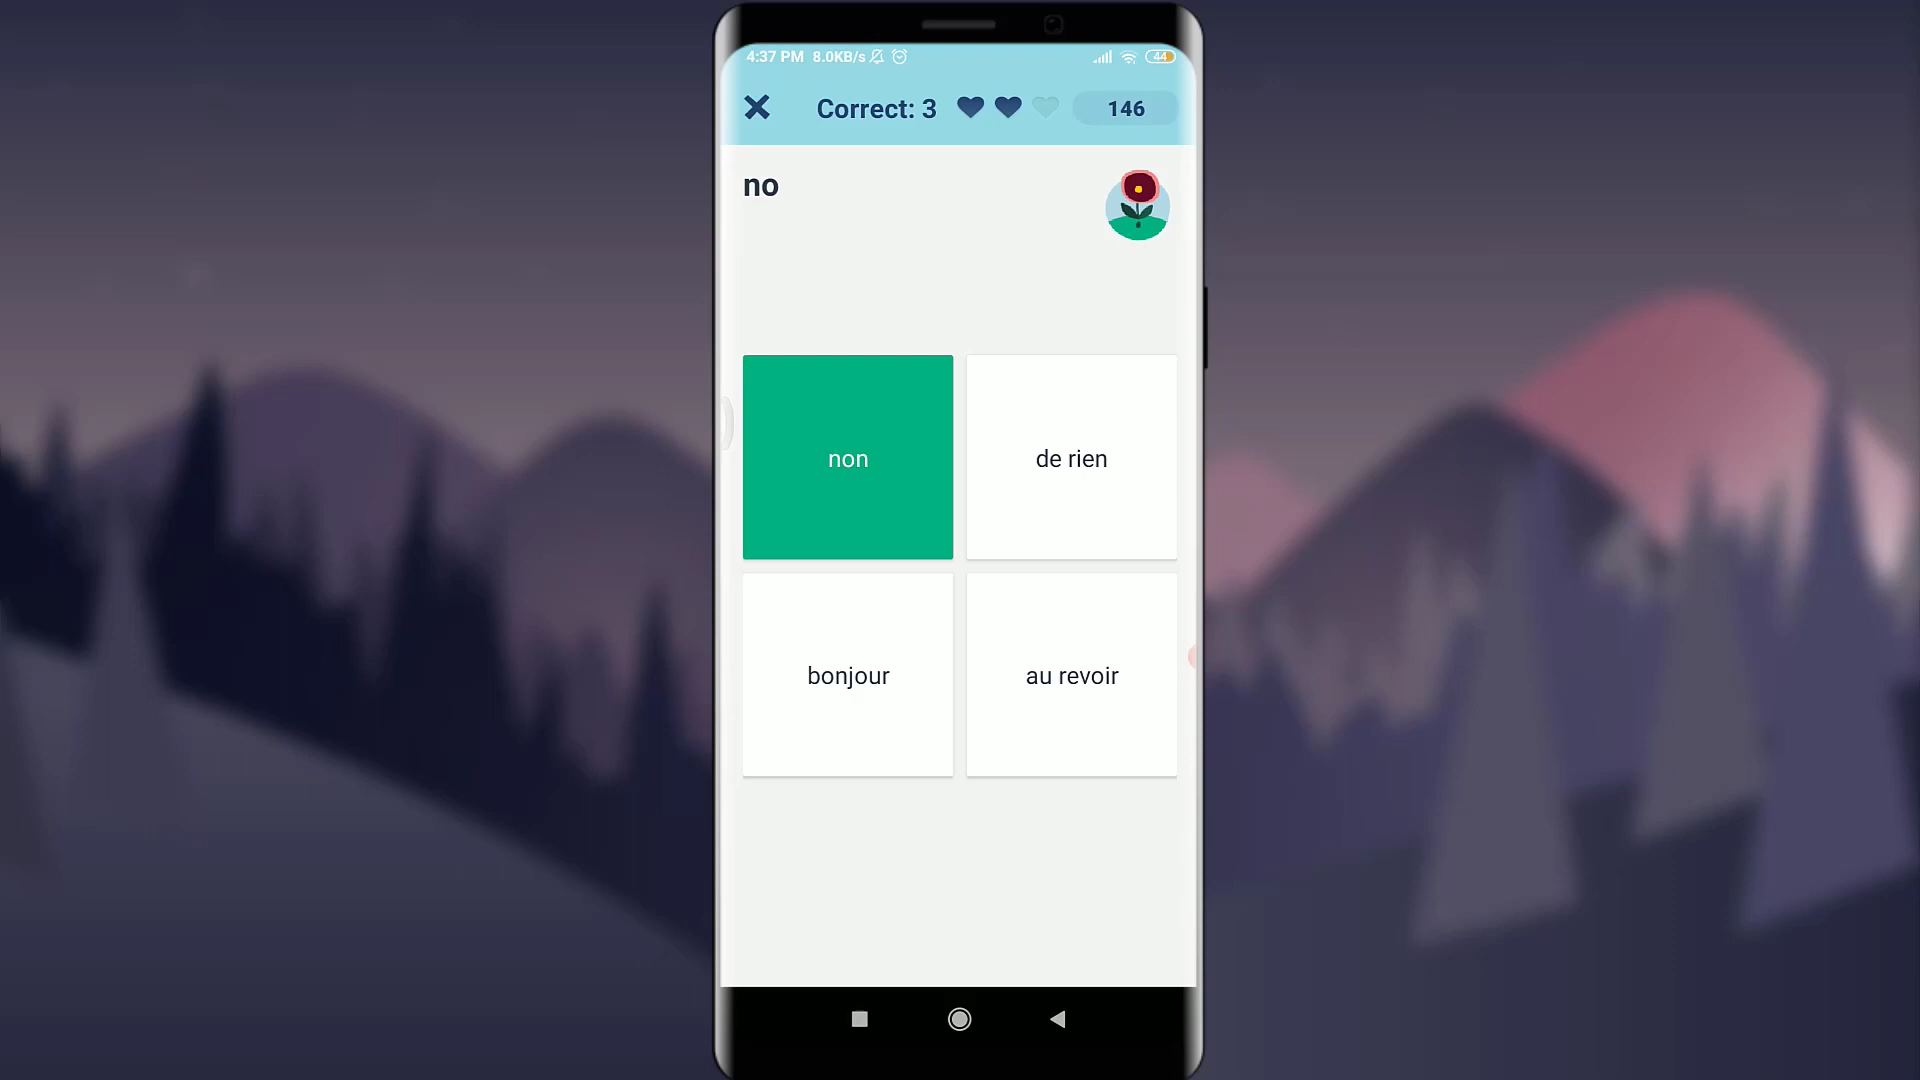 4:37 PM 8.0KB/s 44
Correct: 3 146
no
non de rien
bonjour au revoir